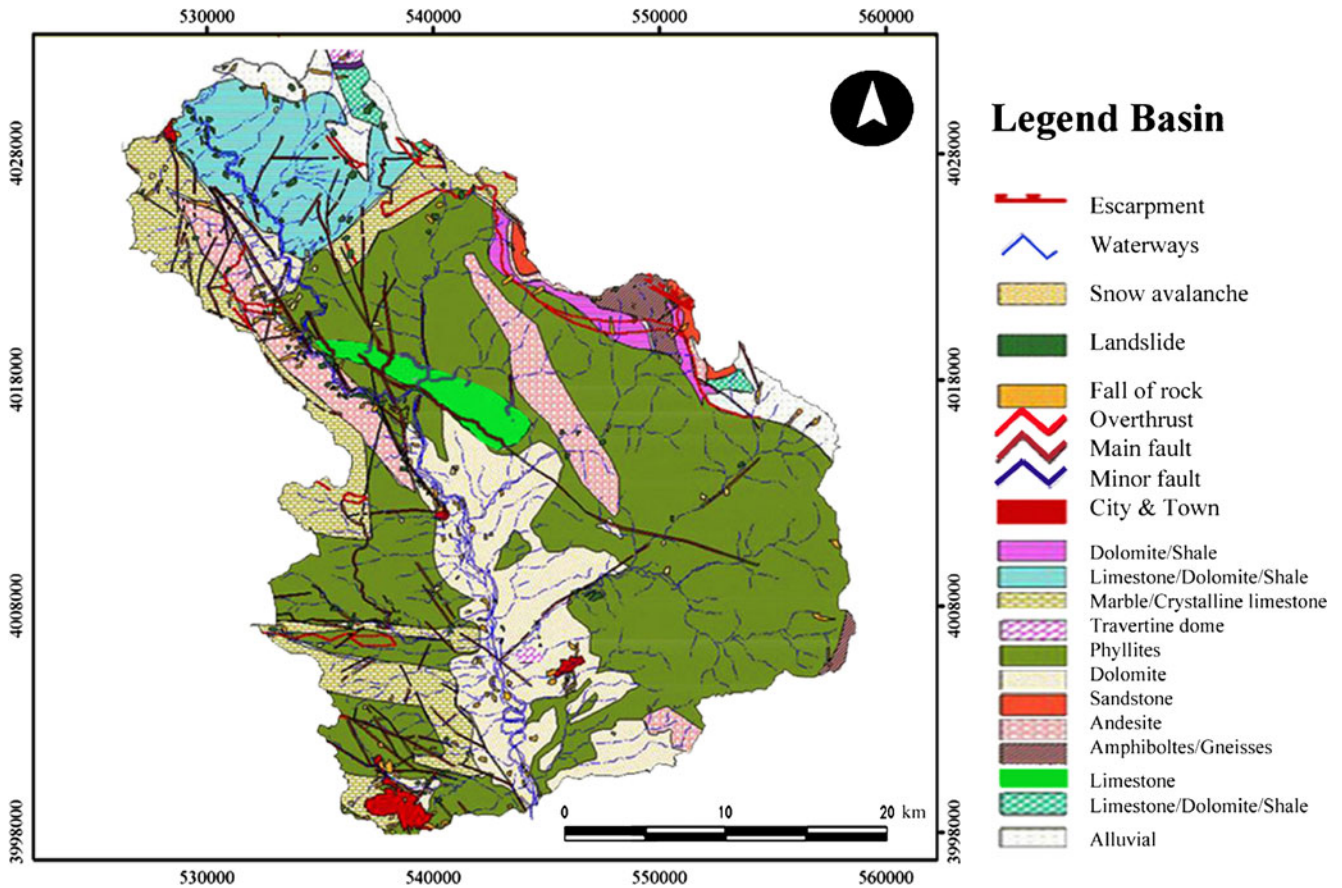 530000 540000 550000 560000
4028000 4028000
4018000 4018000
4008000 4008000
3998000 3998000
530000 540000 550000 560000
0 10 20 km
Legend Basin
Escarpment
Waterways
Snow avalanche
Landslide
Fall of rock
Overthrust
Main fault
Minor fault
City & Town
Dolomite/Shale
Limestone/Dolomite/Shale
Marble/Crystalline limestone
Travertine dome
Phyllites
Dolomite
Sandstone
Andesite
Amphiboltes/Gneisses
Limestone
Limestone/Dolomite/Shale
Alluvial